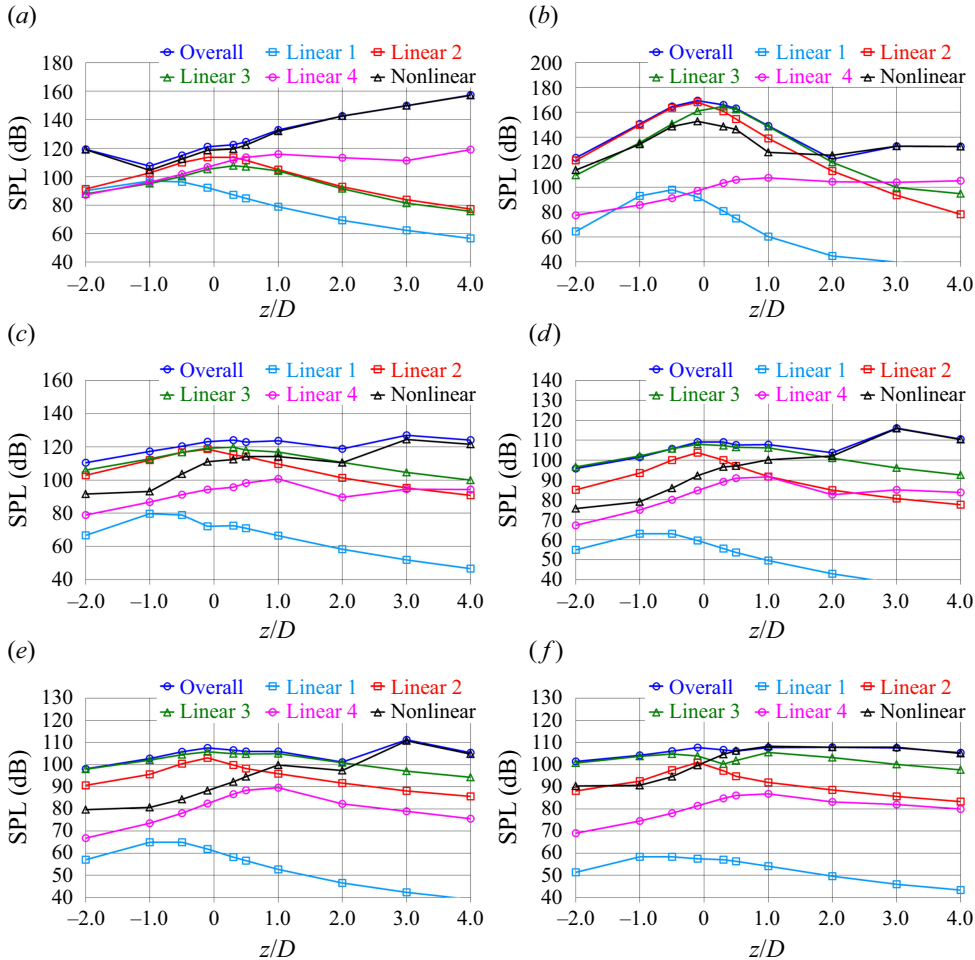 (a)
Overall Linear 1 Linear 2
Linear 3 Linear 4 Nonlinear
180
160
140
120
100
80
60
40
SPL (dB)
–2.0 –1.0 0 1.0 2.0 3.0 4.0
z/D
(b)
Overall Linear 1 Linear 2
Linear 3 Linear 4 Nonlinear
200
180
160
140
120
100
80
60
40
SPL (dB)
–2.0 –1.0 0 1.0 2.0 3.0 4.0
z/D
(c)
Overall Linear 1 Linear 2
Linear 3 Linear 4 Nonlinear
160
140
120
100
80
60
40
SPL (dB)
–2.0 –1.0 0 1.0 2.0 3.0 4.0
z/D
(d)
Overall Linear 1 Linear 2
Linear 3 Linear 4 Nonlinear
140
130
120
110
100
90
80
70
60
50
40
SPL (dB)
–2.0 –1.0 0 1.0 2.0 3.0 4.0
z/D
(e)
Overall Linear 1 Linear 2
Linear 3 Linear 4 Nonlinear
130
120
110
100
90
80
70
60
50
40
SPL (dB)
–2.0 –1.0 0 1.0 2.0 3.0 4.0
z/D
(f)
Overall Linear 1 Linear 2
Linear 3 Linear 4 Nonlinear
130
120
110
100
90
80
70
60
50
40
SPL (dB)
–2.0 –1.0 0 1.0 2.0 3.0 4.0
z/D